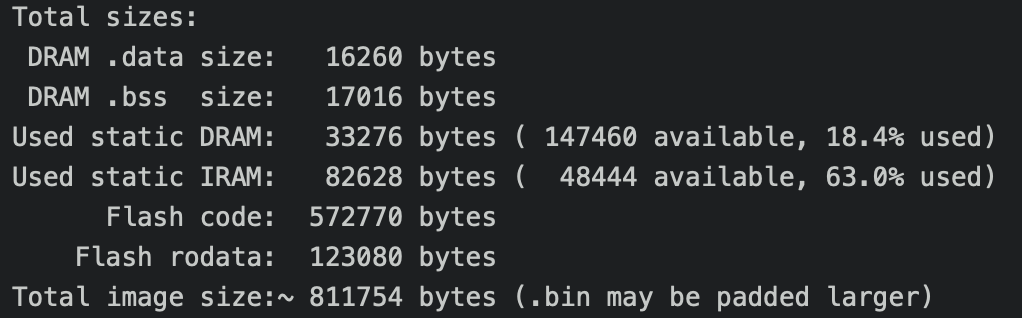 Total sizes:
 DRAM .data size:   16260 bytes
 DRAM .bss  size:   17016 bytes
Used static DRAM:   33276 bytes ( 147460 available, 18.4% used)
Used static IRAM:   82628 bytes (  48444 available, 63.0% used)
      Flash code:  572770 bytes
    Flash rodata:  123080 bytes
Total image size:~ 811754 bytes (.bin may be padded larger)